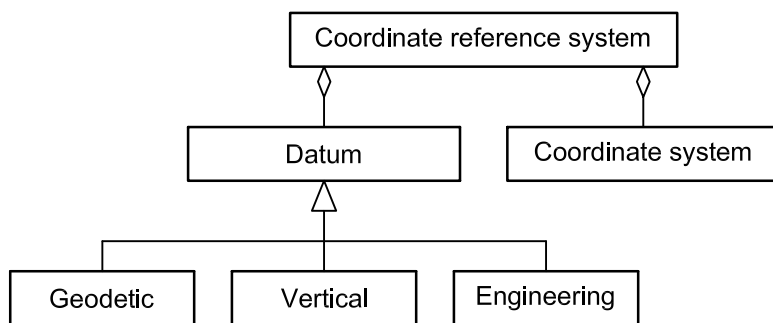 Coordinate reference system
Datum
Coordinate system
Geodetic
Vertical
Engineering